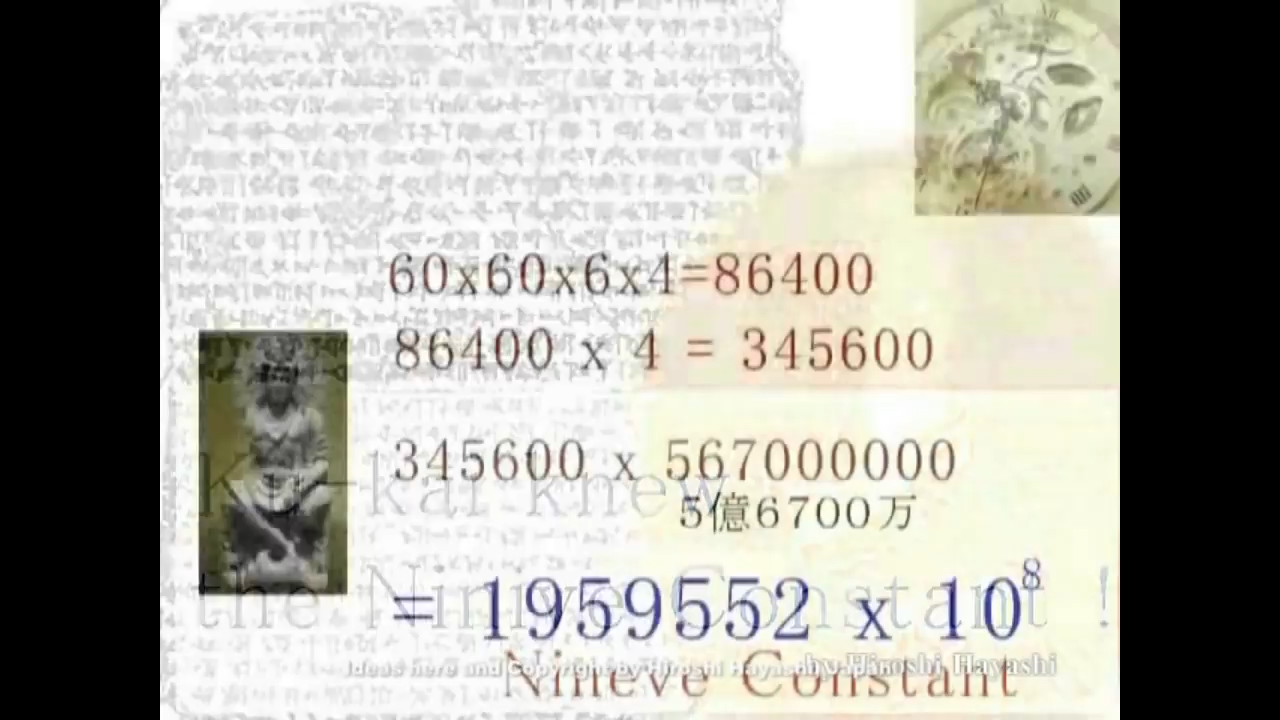 60x60x6x4=86400
86400 x 4 = 345600
345600 x 567000000
Ku-kai knew
5億6700万
the Nineve Constant !
= 1959552 x 10⁸
Ideas here and Copyright by Hiroshi Hayashi
by Hiroshi Hayashi
Nineve Constant